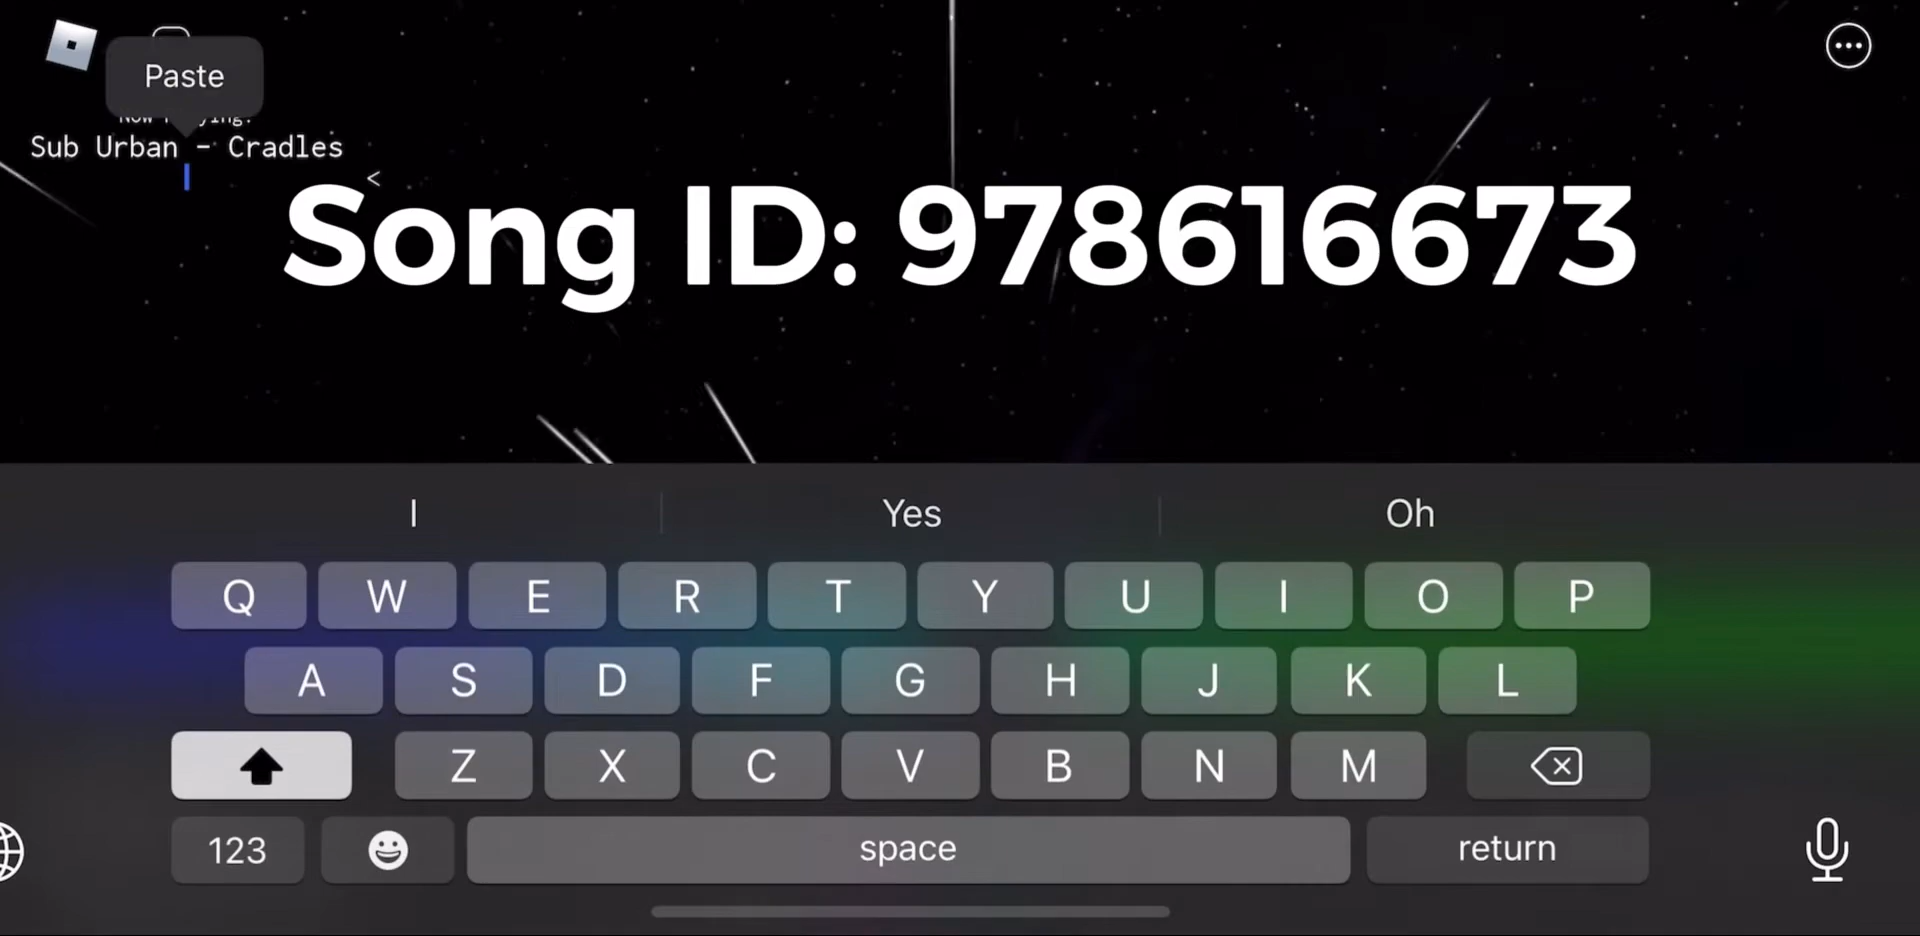 Paste
Sub Urban - Cradles
<
Song ID: 978616673
I Yes Oh
Q W E R T Y U I O P
A S D F G H J K L
Z X C V B N M
123 space return